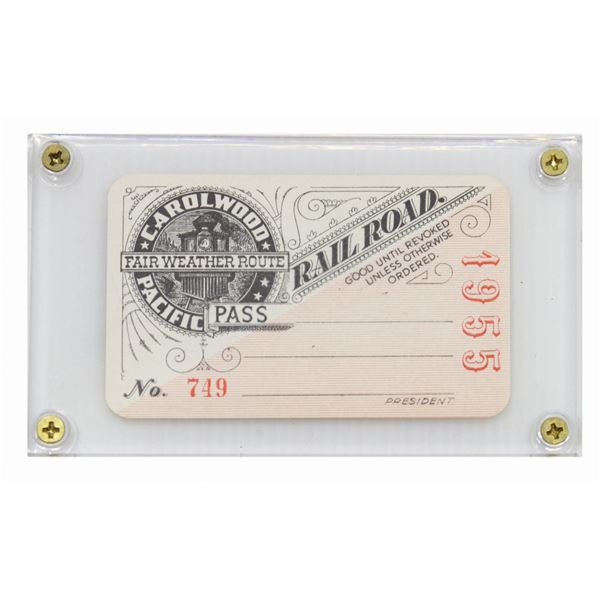 CAROLWOOD
FAIR WEATHER ROUTE
PACIFIC
PASS
RAIL ROAD.
GOOD UNTIL REVOKED
UNLESS OTHERWISE
ORDERED.
1955
No. 749
PRESIDENT